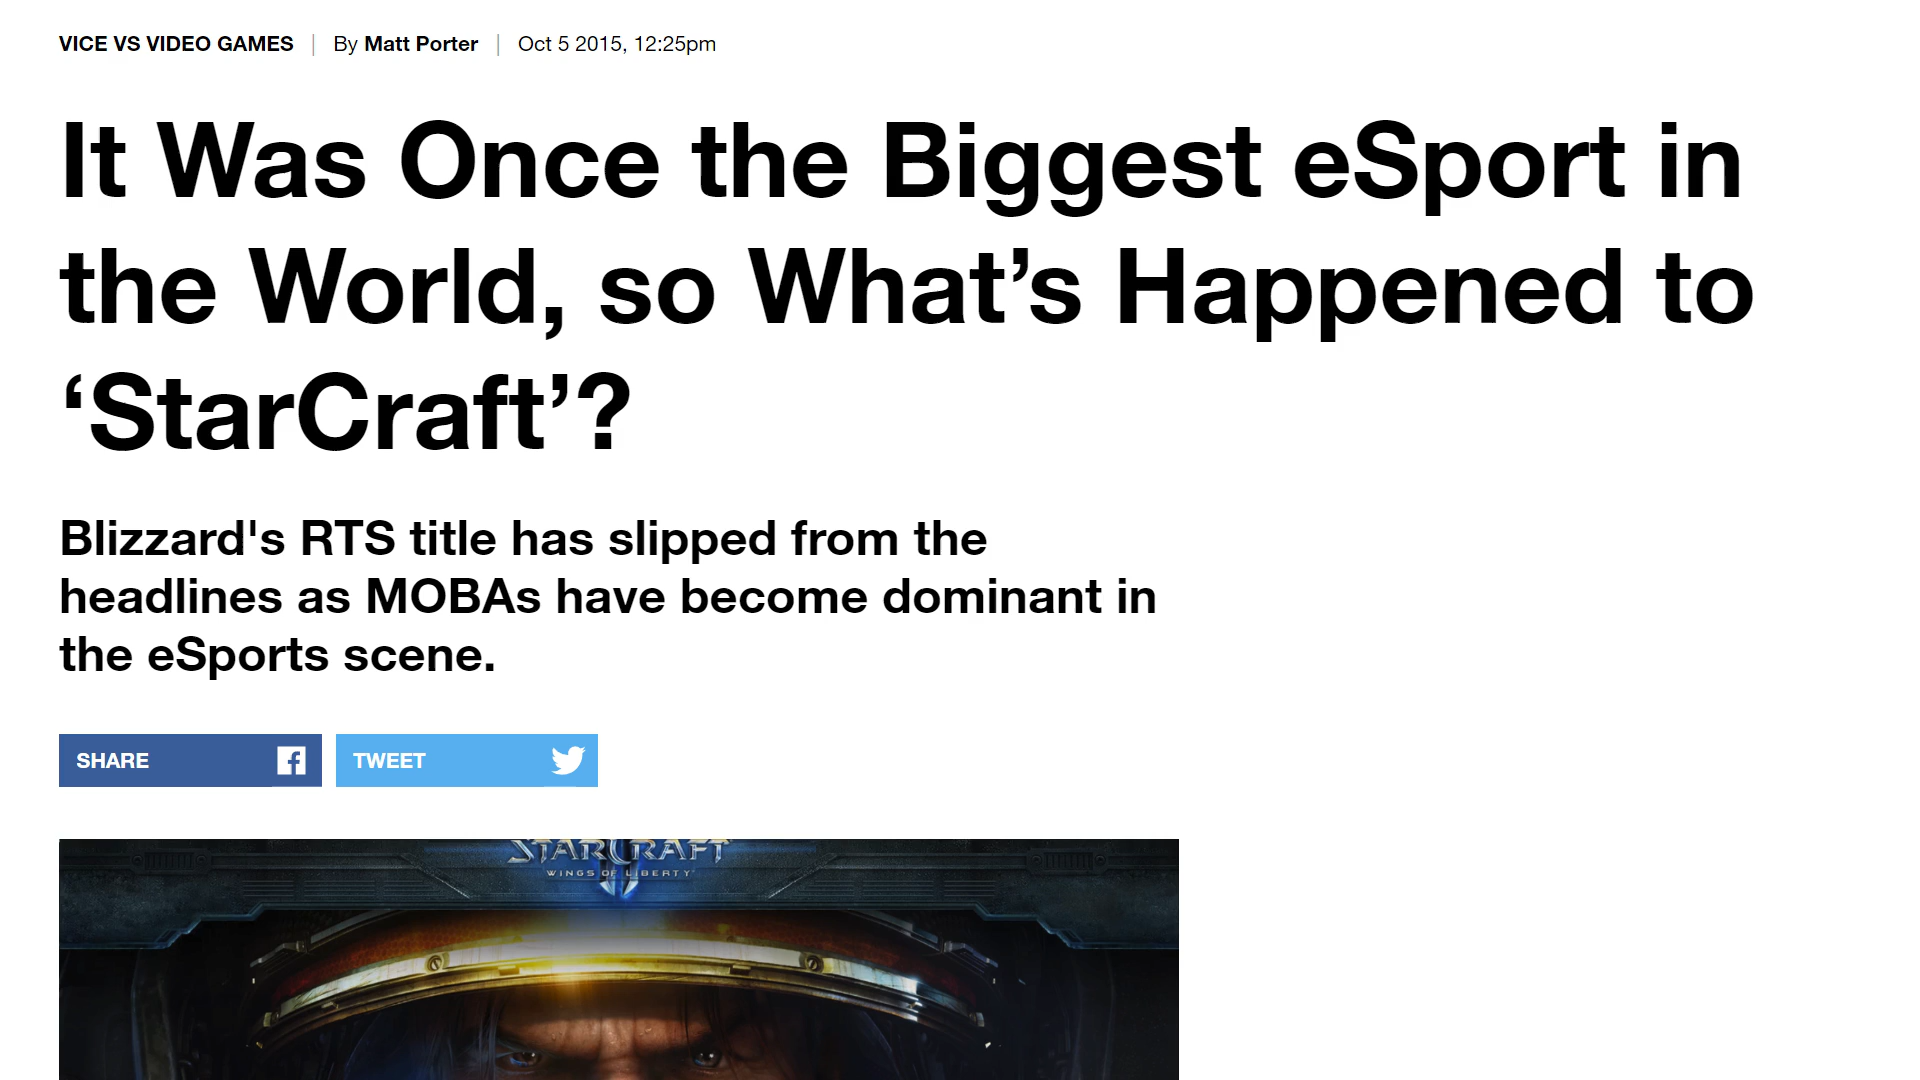 VICE VS VIDEO GAMES | By Matt Porter | Oct 5 2015, 12:25pm
It Was Once the Biggest eSport in
the World, so What’s Happened to
‘StarCraft’?
Blizzard's RTS title has slipped from the
headlines as MOBAs have become dominant in
the eSports scene.
SHARE
TWEET
STARCRAFT
WINGS OF LIBERTY